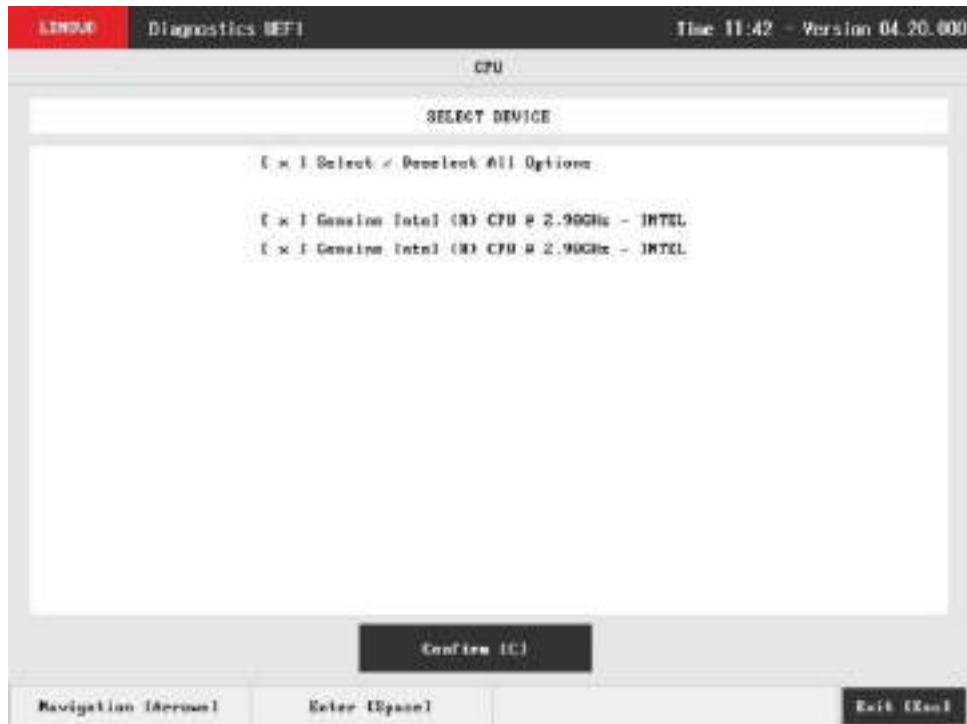 LENOVO Diagnostics UEFI Time 11:42 - Version 04.20.000
CPU
SELECT DEVICE
[ x ] Select / Deselect All Options
[ x ] Genuine Intel (R) CPU @ 2.90GHz - INTEL
[ x ] Genuine Intel (R) CPU @ 2.90GHz - INTEL
Confirm [C]
Navigation [Arrows] Enter [Space] Exit [Esc]